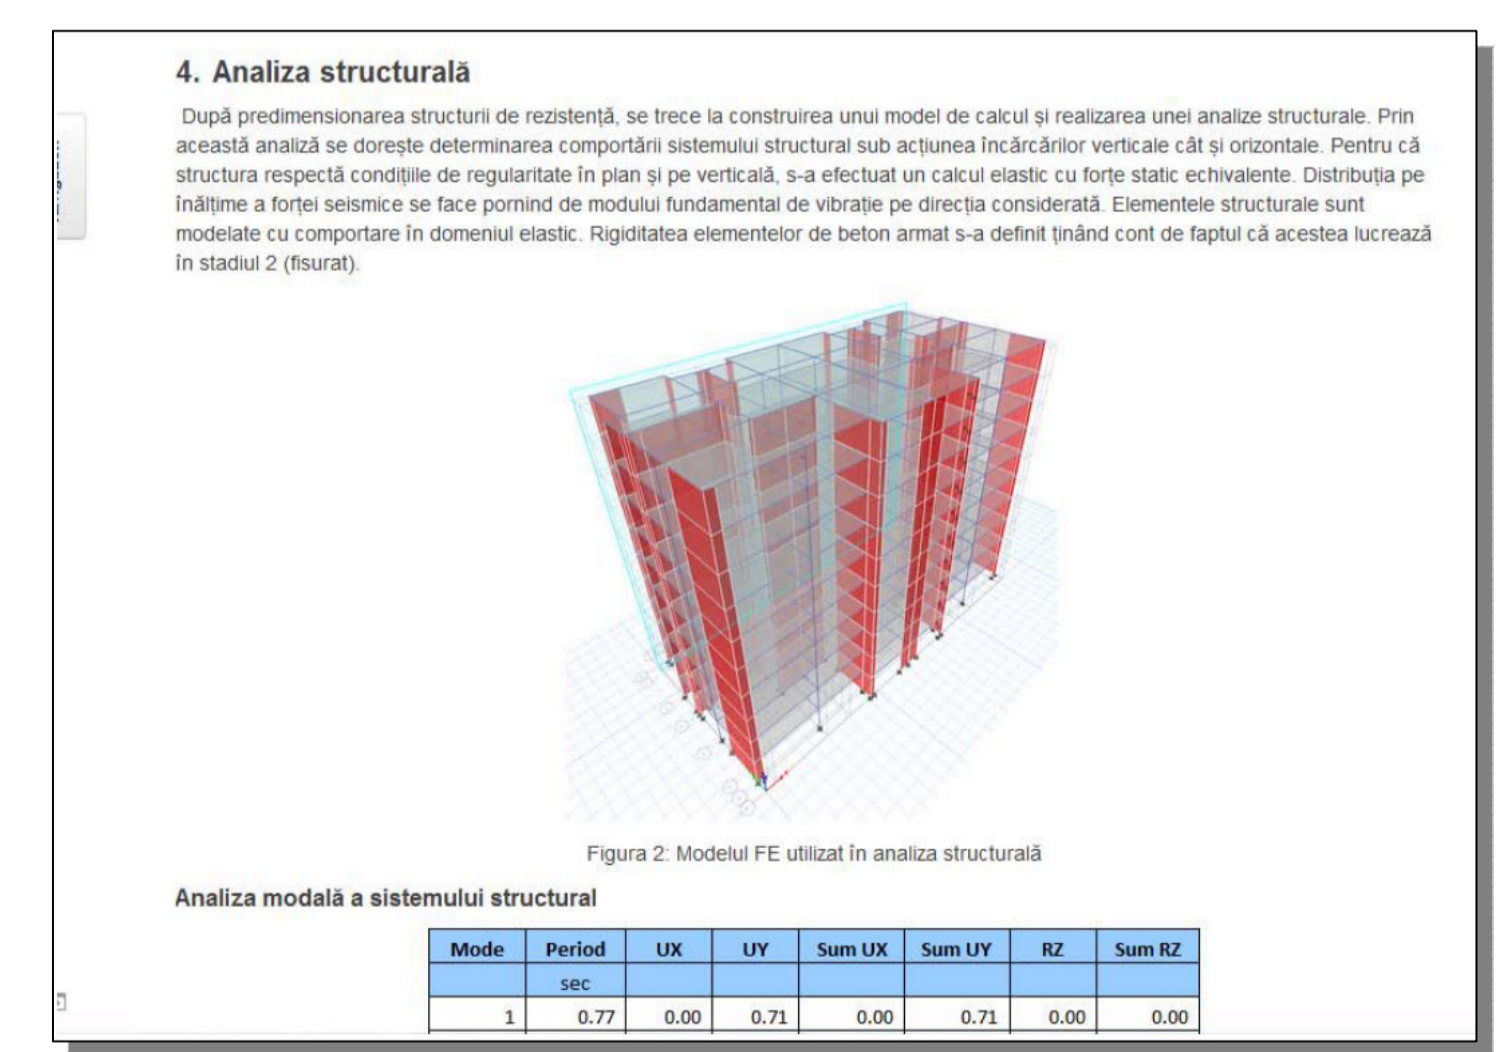 4. Analiza structurală
După predimensionarea structurii de rezistență, se trece la construirea unui model de calcul și realizarea unei analize structurale. Prin
această analiză se dorește determinarea comportării sistemului structural sub acțiunea încărcărilor verticale cât și orizontale. Pentru că
structura respectă condițiile de regularitate în plan și pe verticală, s-a efectuat un calcul elastic cu forțe static echivalente. Distribuția pe
înălțime a forței seismice se face pornind de modului fundamental de vibrație pe direcția considerată. Elementele structurale sunt
modelate cu comportare în domeniul elastic. Rigiditatea elementelor de beton armat s-a definit ținând cont de faptul că acestea lucrează
în stadiul 2 (fisurat).
Figura 2: Modelul FE utilizat în analiza structurală
Analiza modală a sistemului structural
Mode Period UX UY Sum UX Sum UY RZ Sum RZ
sec
1 0.77 0.00 0.71 0.00 0.71 0.00 0.00